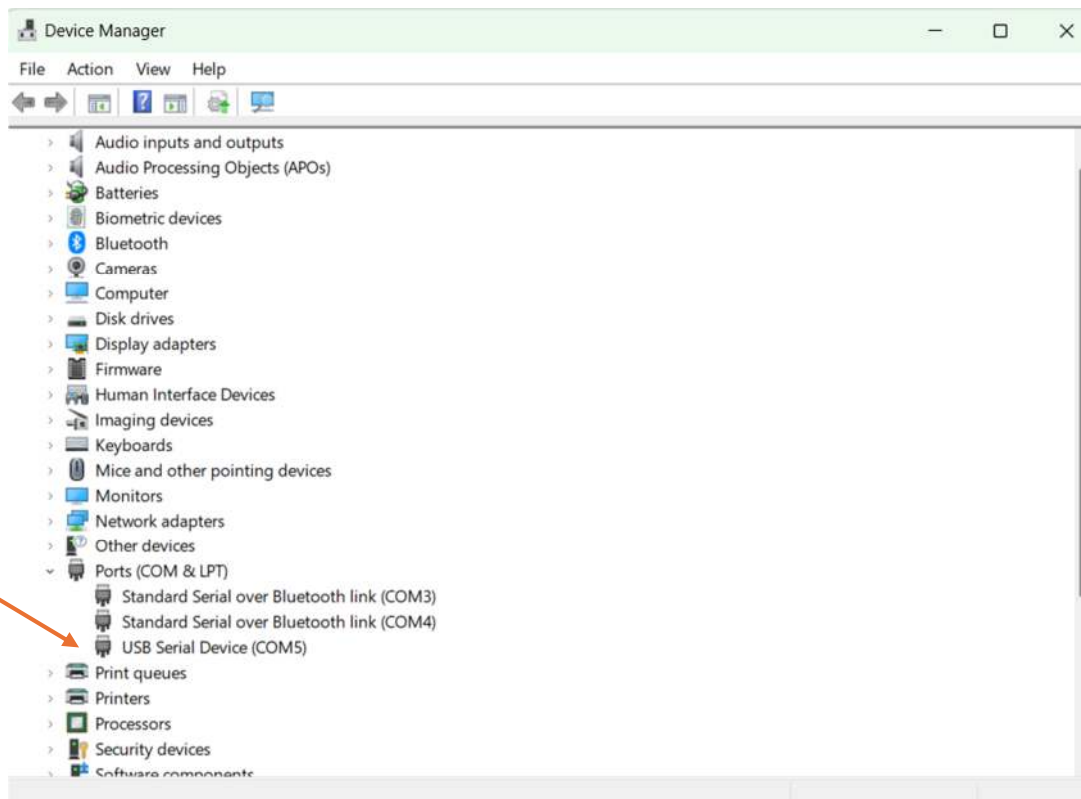 Device Manager
File Action View Help
Audio inputs and outputs
Audio Processing Objects (APOs)
Batteries
Biometric devices
Bluetooth
Cameras
Computer
Disk drives
Display adapters
Firmware
Human Interface Devices
Imaging devices
Keyboards
Mice and other pointing devices
Monitors
Network adapters
Other devices
Ports (COM & LPT)
Standard Serial over Bluetooth link (COM3)
Standard Serial over Bluetooth link (COM4)
USB Serial Device (COM5)
Print queues
Printers
Processors
Security devices
Software components